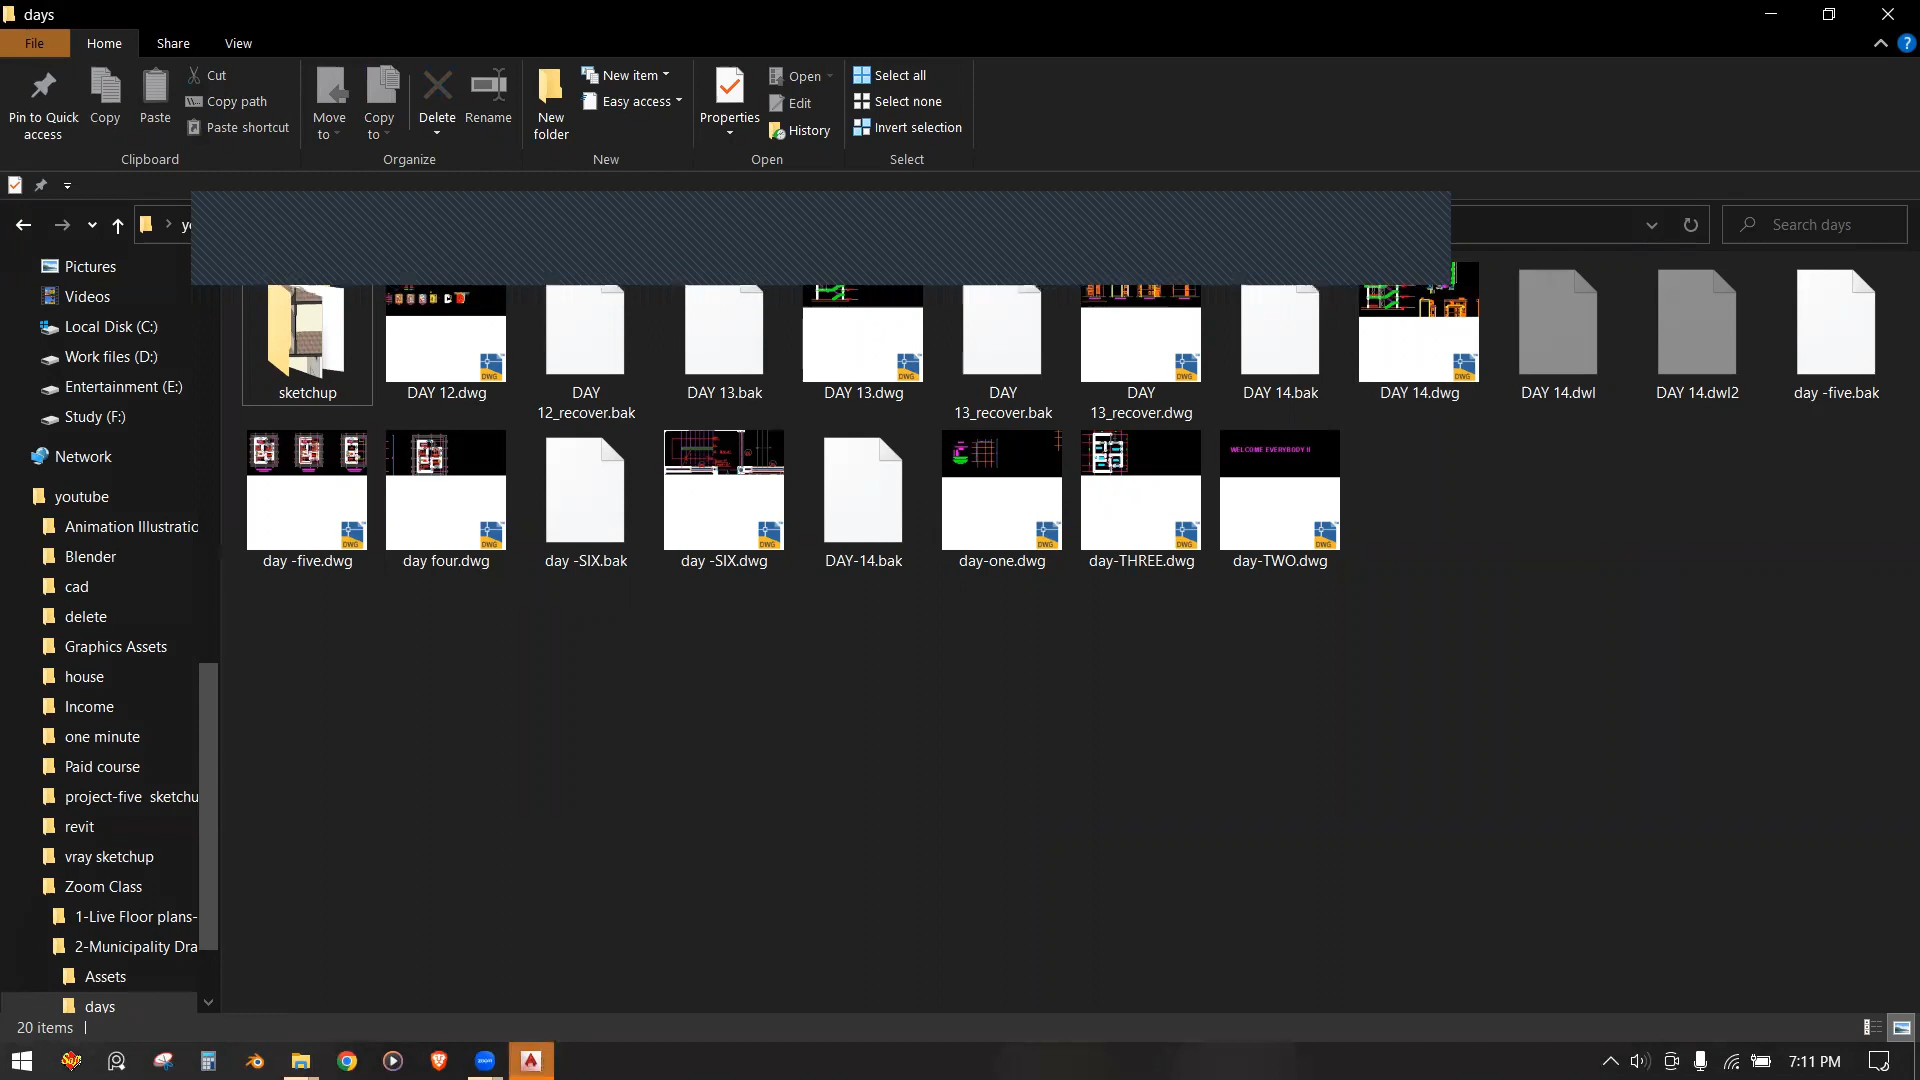 days
File
Home
Share
View
Pin to Quick
access
Copy
Paste
Cut
Copy path
Paste shortcut
Clipboard
Move
to
Copy
to
Delete
Rename
Organize
New
folder
New item
Easy access
New
Properties
Open
Edit
History
Open
Select all
Select none
Invert selection
Select
Search days
Pictures
Videos
Local Disk (C:)
Work files (D:)
Entertainment (E:)
Study (F:)
Network
youtube
Animation Illustratic
Blender
cad
delete
Graphics Assets
house
Income
one minute
Paid course
project-five sketchu
revit
vray sketchup
Zoom Class
1-Live Floor plans-
2-Municipality Dra
Assets
days
sketchup
DAY 12.dwg
DAY
12_recover.bak
DAY 13.bak
DAY 13.dwg
DAY
13_recover.bak
DAY
13_recover.dwg
DAY 14.bak
DAY 14.dwg
DAY 14.dwl
DAY 14.dwl2
day -five.bak
day -five.dwg
day four.dwg
day -SIX.bak
day -SIX.dwg
DAY-14.bak
day-one.dwg
day-THREE.dwg
WELCOME EVERYBODY !!
day-TWO.dwg
20 items
7:11 PM